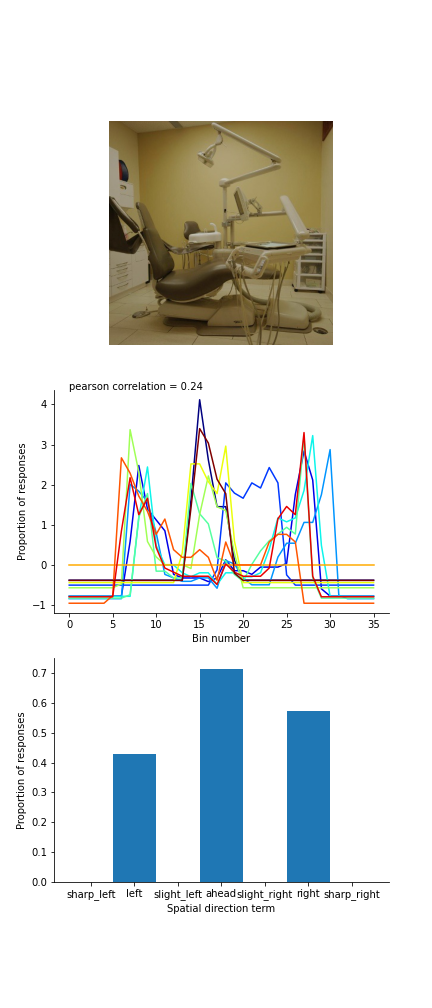 pearson correlation = 0.24
4
3
2
1
0
−1
Proportion of responses
0 5 10 15 20 25 30 35
Bin number
0.7
0.6
0.5
0.4
0.3
0.2
0.1
0.0
Proportion of responses
sharp_left left slight_left ahead slight_right right sharp_right
Spatial direction term